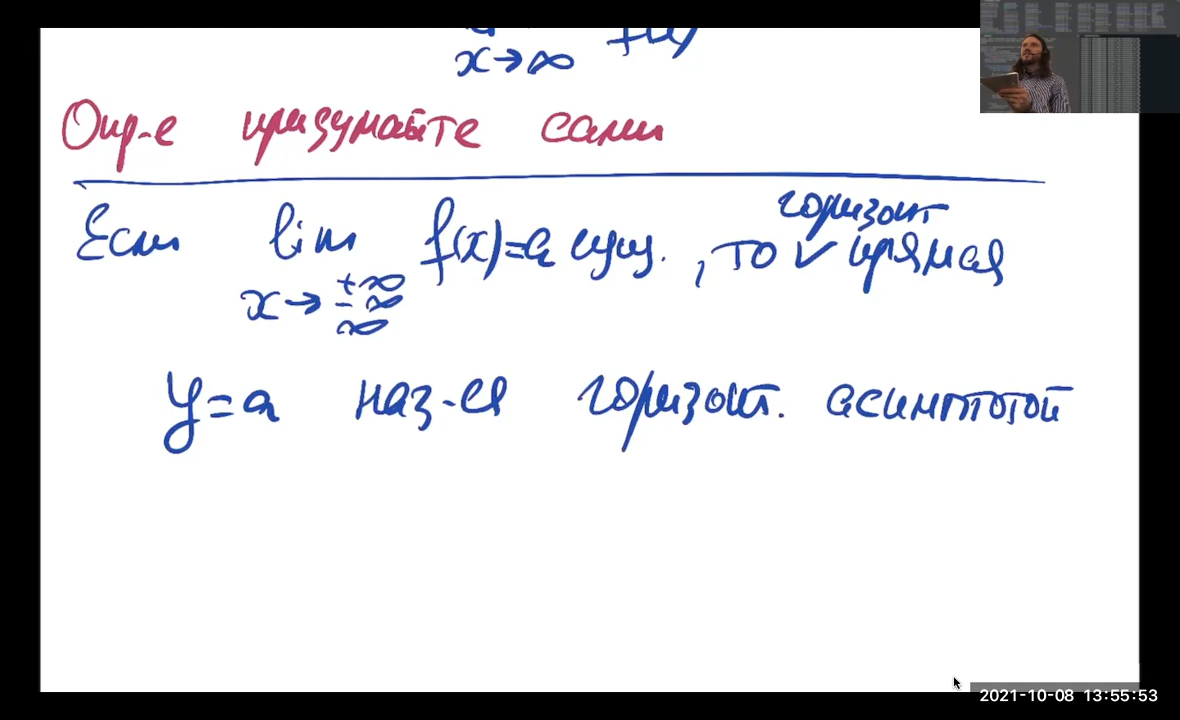 x→∞ f(x)
Опр-е придумайте сами
горизонт
Если lim f(x)=a сущ. , то ✓ прямая
x→ +∞
-∞
∞
y=a наз-ся горизонт. асимптотой
2021-10-08 13:55:53